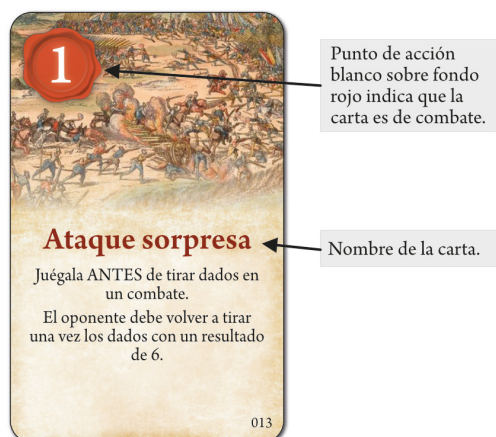 1
Punto de acción
blanco sobre fondo
rojo indica que la
carta es de combate.
Ataque sorpresa
Nombre de la carta.
Juégala ANTES de tirar dados en
un combate.
El oponente debe volver a tirar
una vez los dados con un resultado
de 6.
013